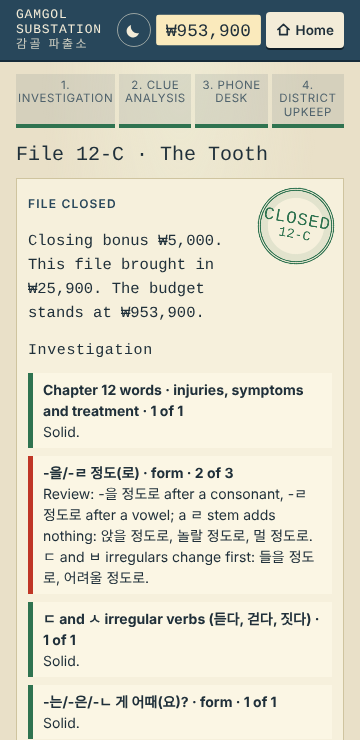 GAMGOL
SUBSTATION
감골 파출소
₩953,900
Home
1.
INVESTIGATION
2. CLUE
ANALYSIS
3. PHONE
DESK
4.
DISTRICT
UPKEEP
File 12-C · The Tooth
FILE CLOSED
CLOSED
12-C
Closing bonus ₩5,000.
This file brought in
₩25,900. The budget
stands at ₩953,900.
Investigation
Chapter 12 words · injuries, symptoms
and treatment · 1 of 1
Solid.
-을/-ㄹ 정도(로) · form · 2 of 3
Review: -을 정도로 after a consonant, -ㄹ
정도로 after a vowel; a ㄹ stem adds
nothing: 앉을 정도로, 놀랄 정도로, 멀 정도로.
ㄷ and ㅂ irregulars change first: 들을 정도
로, 어려울 정도로.
ㄷ and ㅅ irregular verbs (듣다, 걷다, 짓다) ·
1 of 1
Solid.
-는/-은/-ㄴ 게 어때(요)? · form · 1 of 1
Solid.